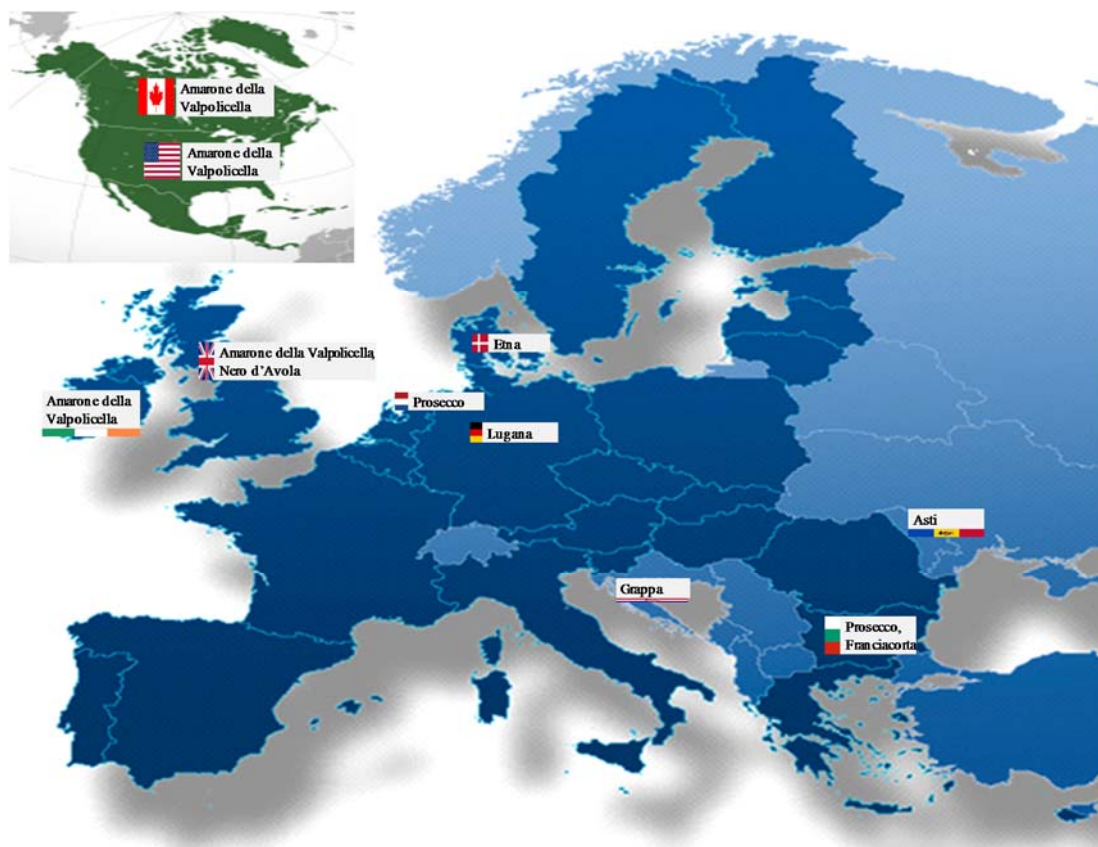 Amarone della
Valpolicella
Amarone della
Valpolicella
Etna
Amarone della Valpolicella,
Nero d'Avola
Prosecco
Amarone della
Valpolicella
Lugana
Asti
Grappa
Prosecco,
Franciacorta